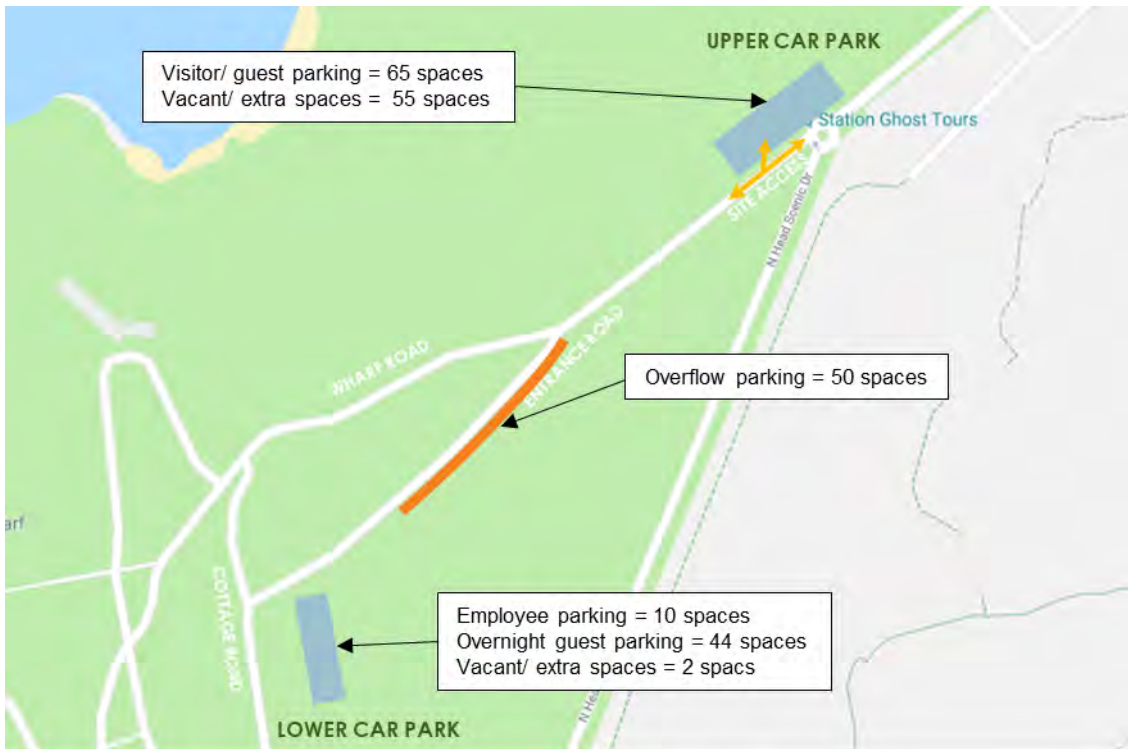 UPPER CAR PARK
Visitor/ guest parking = 65 spaces
Vacant/ extra spaces = 55 spaces
Station Ghost Tours
SITE ACCESS
N Head Scenic Dr
WHARF ROAD
ENTRANCE ROAD
Overflow parking = 50 spaces
arf
COTTAGE ROAD
Employee parking = 10 spaces
Overnight guest parking = 44 spaces
Vacant/ extra spaces = 2 spacs
N He
LOWER CAR PARK